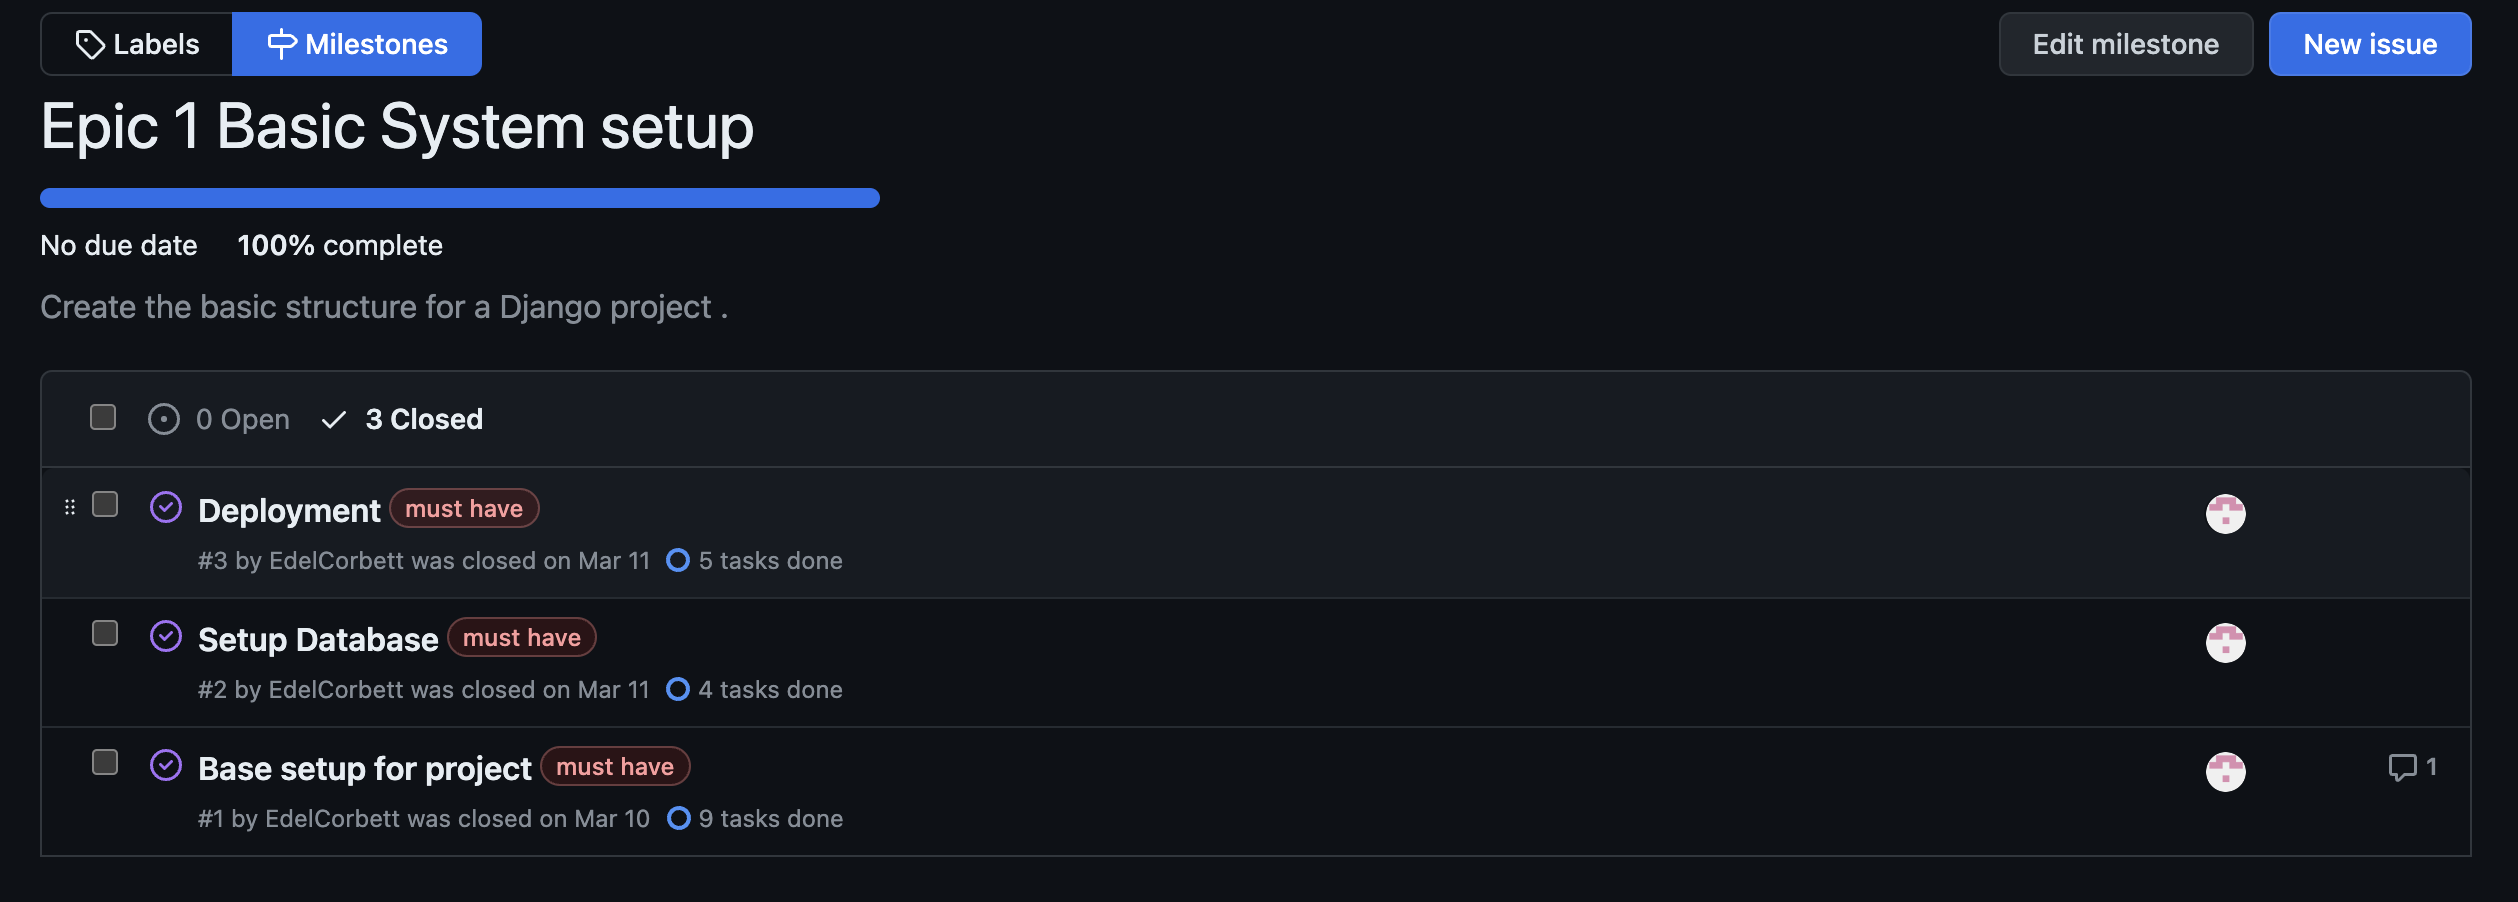 Labels Milestones Edit milestone New issue
Epic 1 Basic System setup
No due date 100% complete
Create the basic structure for a Django project .
0 Open 3 Closed
Deployment must have
#3 by EdelCorbett was closed on Mar 11 5 tasks done
Setup Database must have
#2 by EdelCorbett was closed on Mar 11 4 tasks done
Base setup for project must have 1
#1 by EdelCorbett was closed on Mar 10 9 tasks done